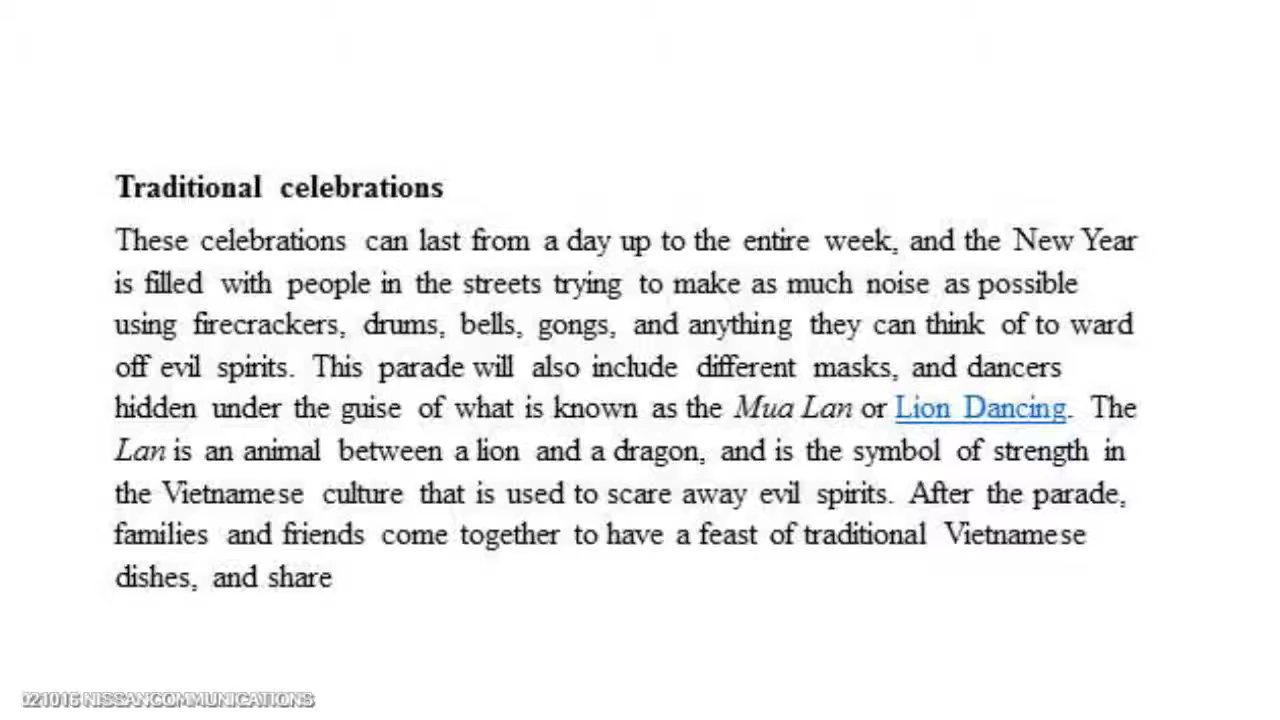 Traditional celebrations
These celebrations can last from a day up to the entire week, and the New Year
is filled with people in the streets trying to make as much noise as possible
using firecrackers, drums, bells, gongs, and anything they can think of to ward
off evil spirits. This parade will also include different masks, and dancers
hidden under the guise of what is known as the Mua Lan or Lion Dancing. The
Lan is an animal between a lion and a dragon, and is the symbol of strength in
the Vietnamese culture that is used to scare away evil spirits. After the parade,
families and friends come together to have a feast of traditional Vietnamese
dishes, and share
021016 NISSANCOMMUNICATIONS